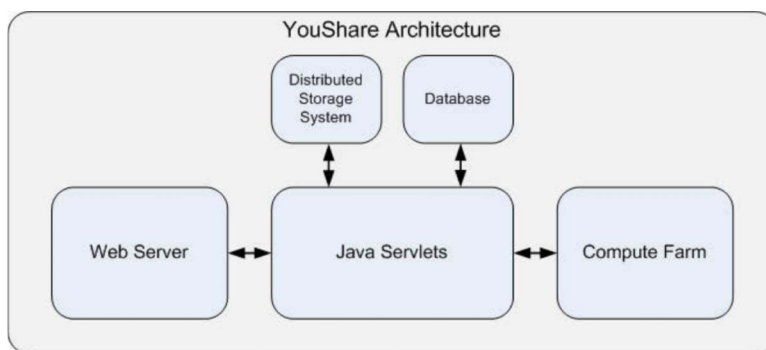 YouShare Architecture
Distributed
Storage
System
Database
Web Server
Java Servlets
Compute Farm